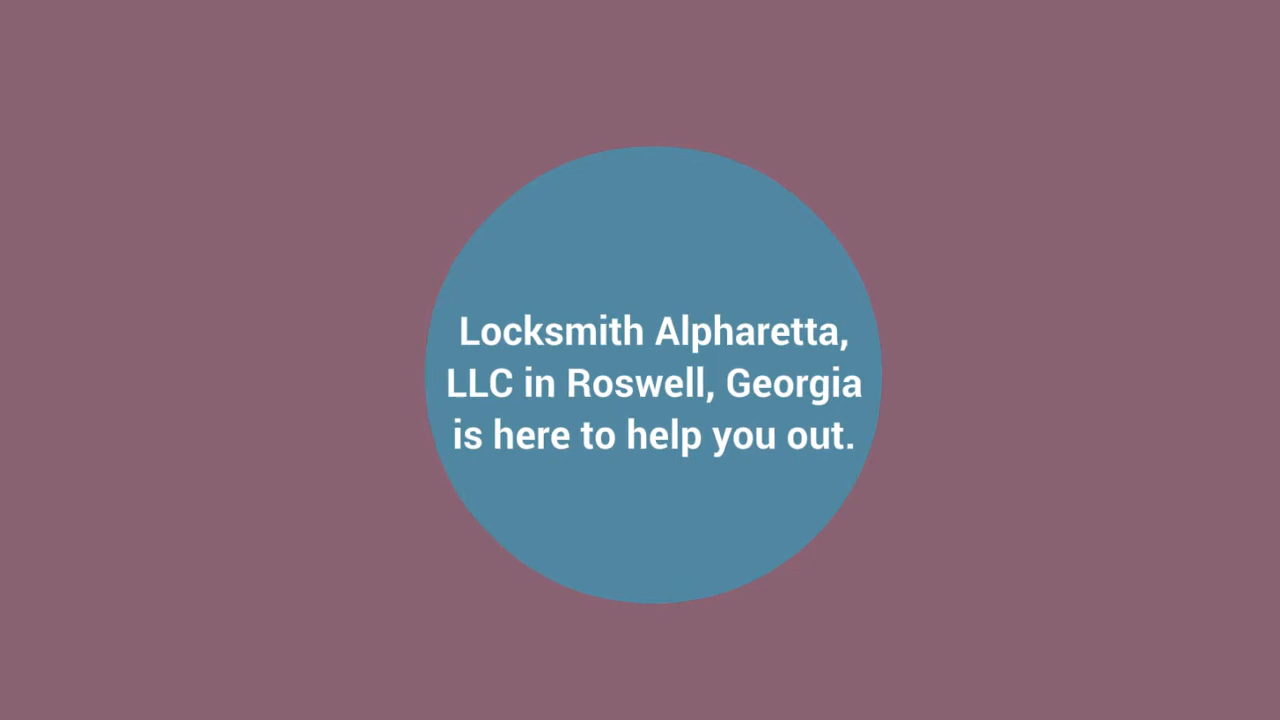 Locksmith Alpharetta,
LLC in Roswell, Georgia
is here to help you out.